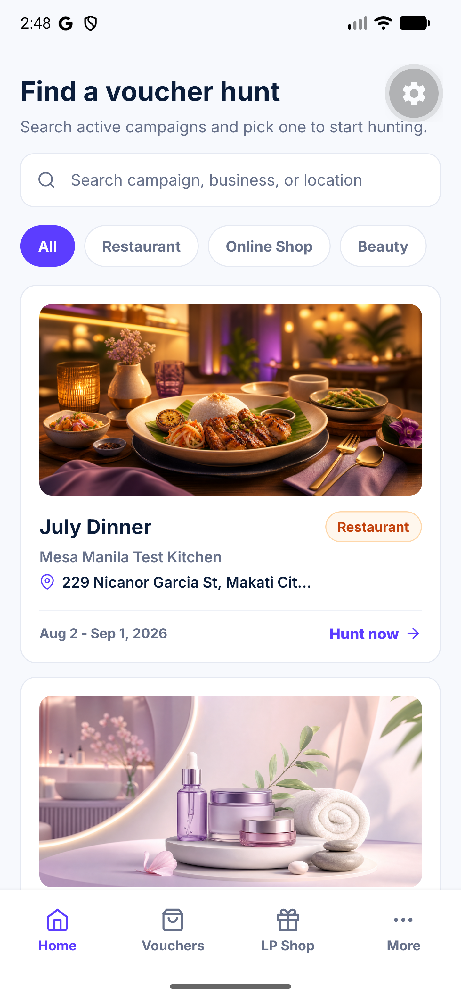 2:48
Find a voucher hunt
Search active campaigns and pick one to start hunting.
Search campaign, business, or location
All Restaurant Online Shop Beauty
July Dinner Restaurant
Mesa Manila Test Kitchen
229 Nicanor Garcia St, Makati Cit...
Aug 2 - Sep 1, 2026 Hunt now
Home Vouchers LP Shop More